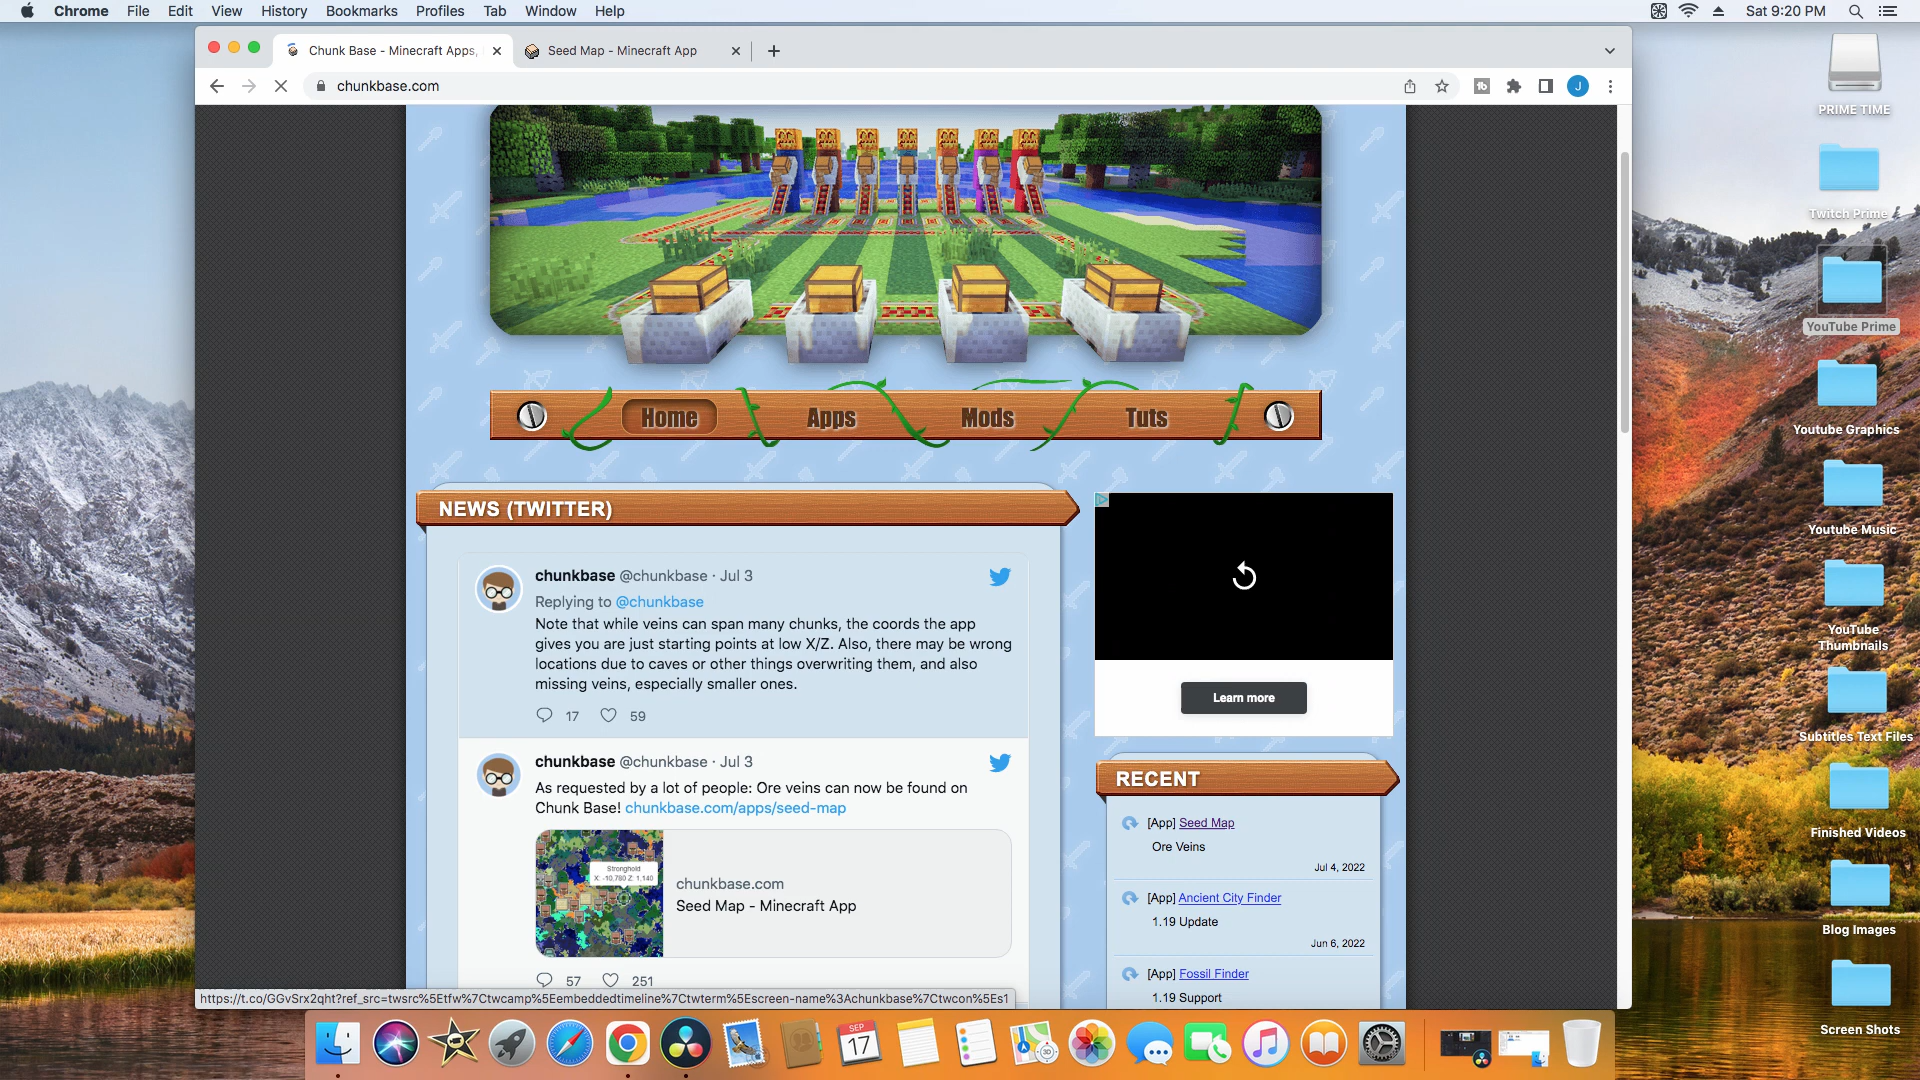 Chrome File Edit View History Bookmarks Profiles Tab Window Help
Sat 9:20 PM
Chunk Base - Minecraft Apps,
Seed Map - Minecraft App
chunkbase.com
J
Home
Apps
Mods
Tuts
NEWS (TWITTER)
chunkbase @chunkbase · Jul 3
Replying to @chunkbase
Note that while veins can span many chunks, the coords the app
gives you are just starting points at low X/Z. Also, there may be wrong
locations due to caves or other things overwriting them, and also
missing veins, especially smaller ones.
17 59
chunkbase @chunkbase · Jul 3
As requested by a lot of people: Ore veins can now be found on
Chunk Base! chunkbase.com/apps/seed-map
Stronghold
X: -10,780 Z: 1,140
chunkbase.com
Seed Map - Minecraft App
57 251
Learn more
RECENT
[App] Seed Map
Ore Veins
Jul 4, 2022
[App] Ancient City Finder
1.19 Update
Jun 6, 2022
[App] Fossil Finder
1.19 Support
https://t.co/GGvSrx2qht?ref_src=twsrc%5Etfw%7Ctwcamp%5Eembeddedtimeline%7Ctwterm%5Escreen-name%3Achunkbase%7Ctwcon%5Es1
PRIME TIME
Twitch Prime
YouTube Prime
Youtube Graphics
Youtube Music
YouTube
Thumbnails
Subtitles Text Files
Finished Videos
Blog Images
Screen Shots
SEP
17
3D